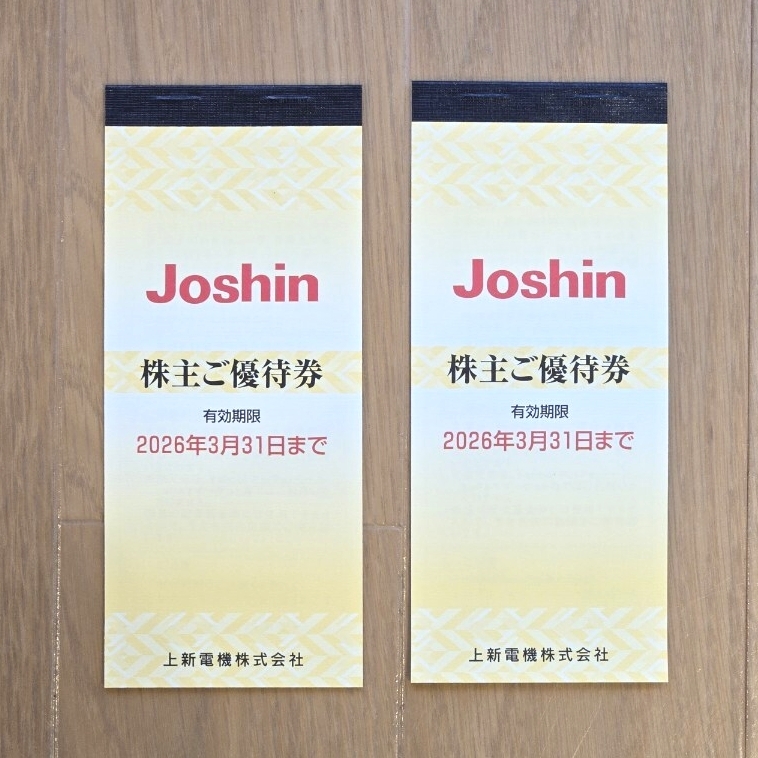 Joshin
株主ご優待券
有効期限
2026年3月31日まで
上新電機株式会社
Joshin
株主ご優待券
有効期限
2026年3月31日まで
上新電機株式会社